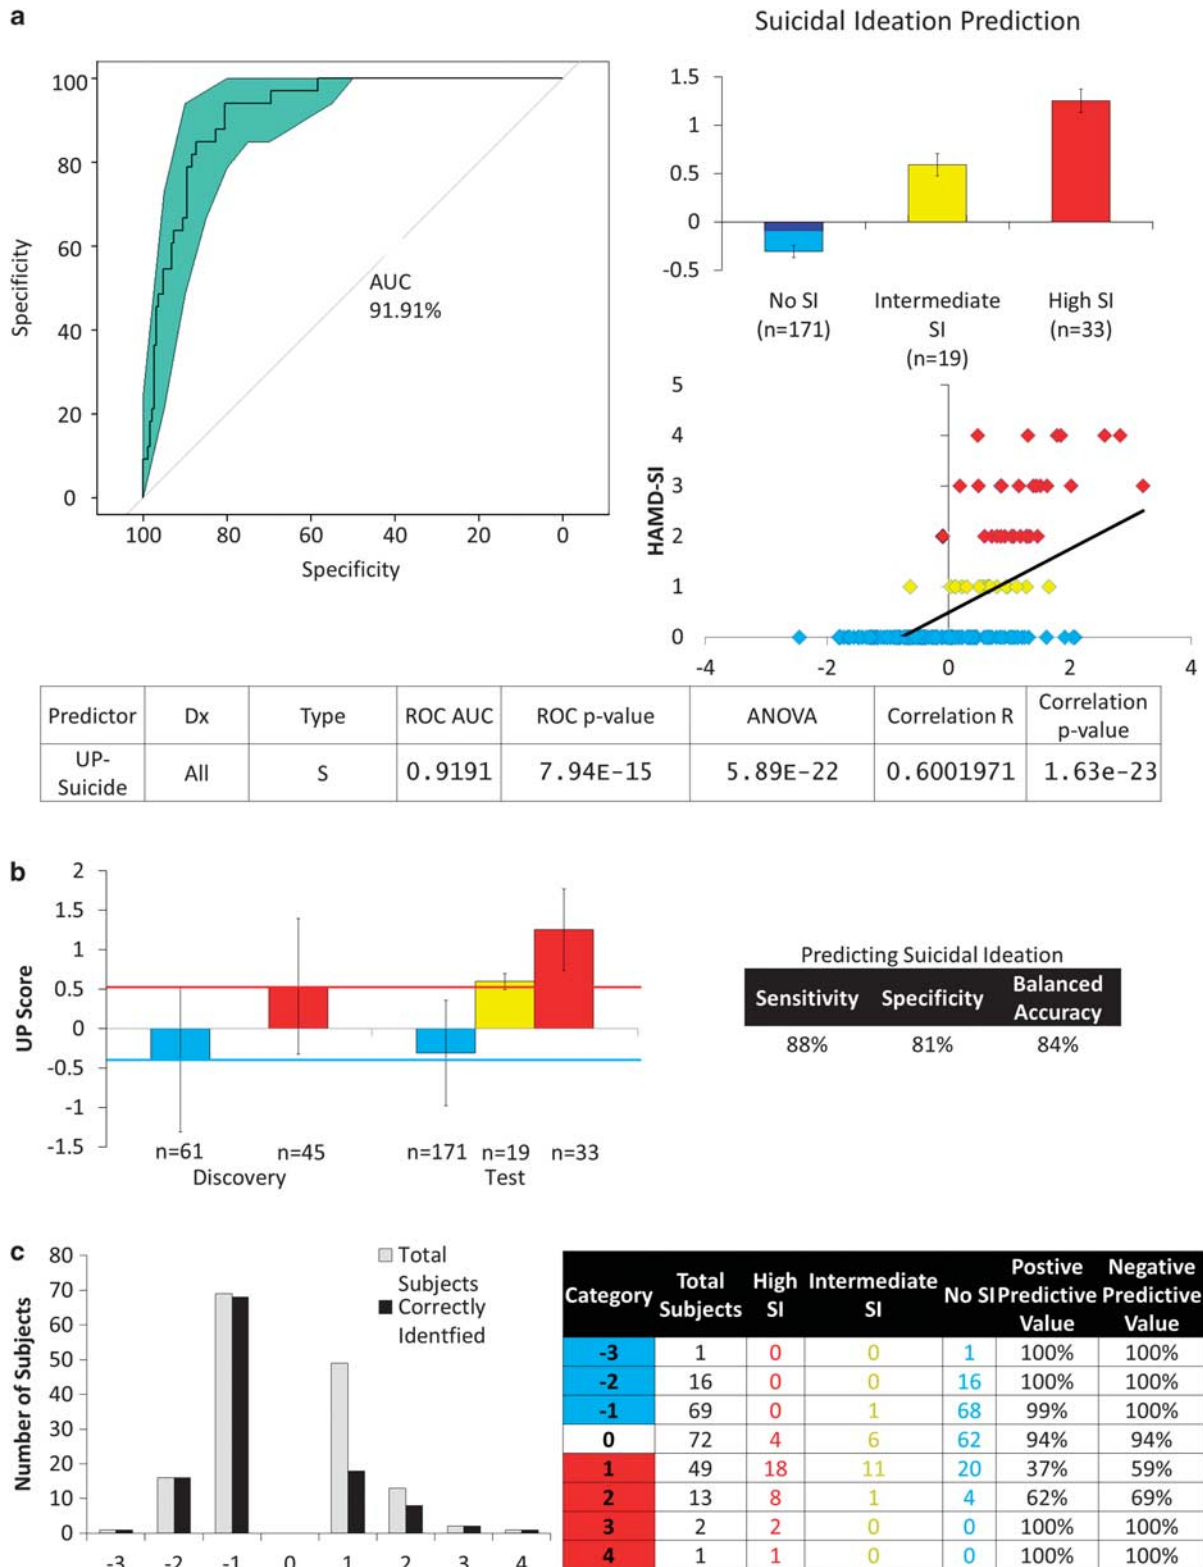 a
Suicidal Ideation Prediction
100
80
60
40
20
0
Specificity
AUC
91.91%
100 80 60 40 20 0
Specificity
1.5
1
0.5
0
-0.5
No SI Intermediate High SI
(n=171) SI (n=33)
(n=19)
5
4
3
2
1
0
HAMD-SI
-4 -2 0 2 4
Predictor Dx Type ROC AUC ROC p-value ANOVA Correlation R Correlation p-value
UP-Suicide All S 0.9191 7.94E-15 5.89E-22 0.6001971 1.63e-23
b
2
1.5
1
0.5
0
-0.5
-1
-1.5
UP Score
n=61 n=45 n=171 n=19 n=33
Discovery Test
Predicting Suicidal Ideation
Sensitivity Specificity Balanced Accuracy
88% 81% 84%
c
80
70
60
50
40
30
20
10
0
Number of Subjects
Total
Subjects
Correctly
Identfied
-3 -2 -1 0 1 2 3 4
Category Total Subjects High SI Intermediate SI No SI Postive Predictive Value Negative Predictive Value
-3 1 0 0 1 100% 100%
-2 16 0 0 16 100% 100%
-1 69 0 1 68 99% 100%
0 72 4 6 62 94% 94%
1 49 18 11 20 37% 59%
2 13 8 1 4 62% 69%
3 2 2 0 0 100% 100%
4 1 1 0 0 100% 100%